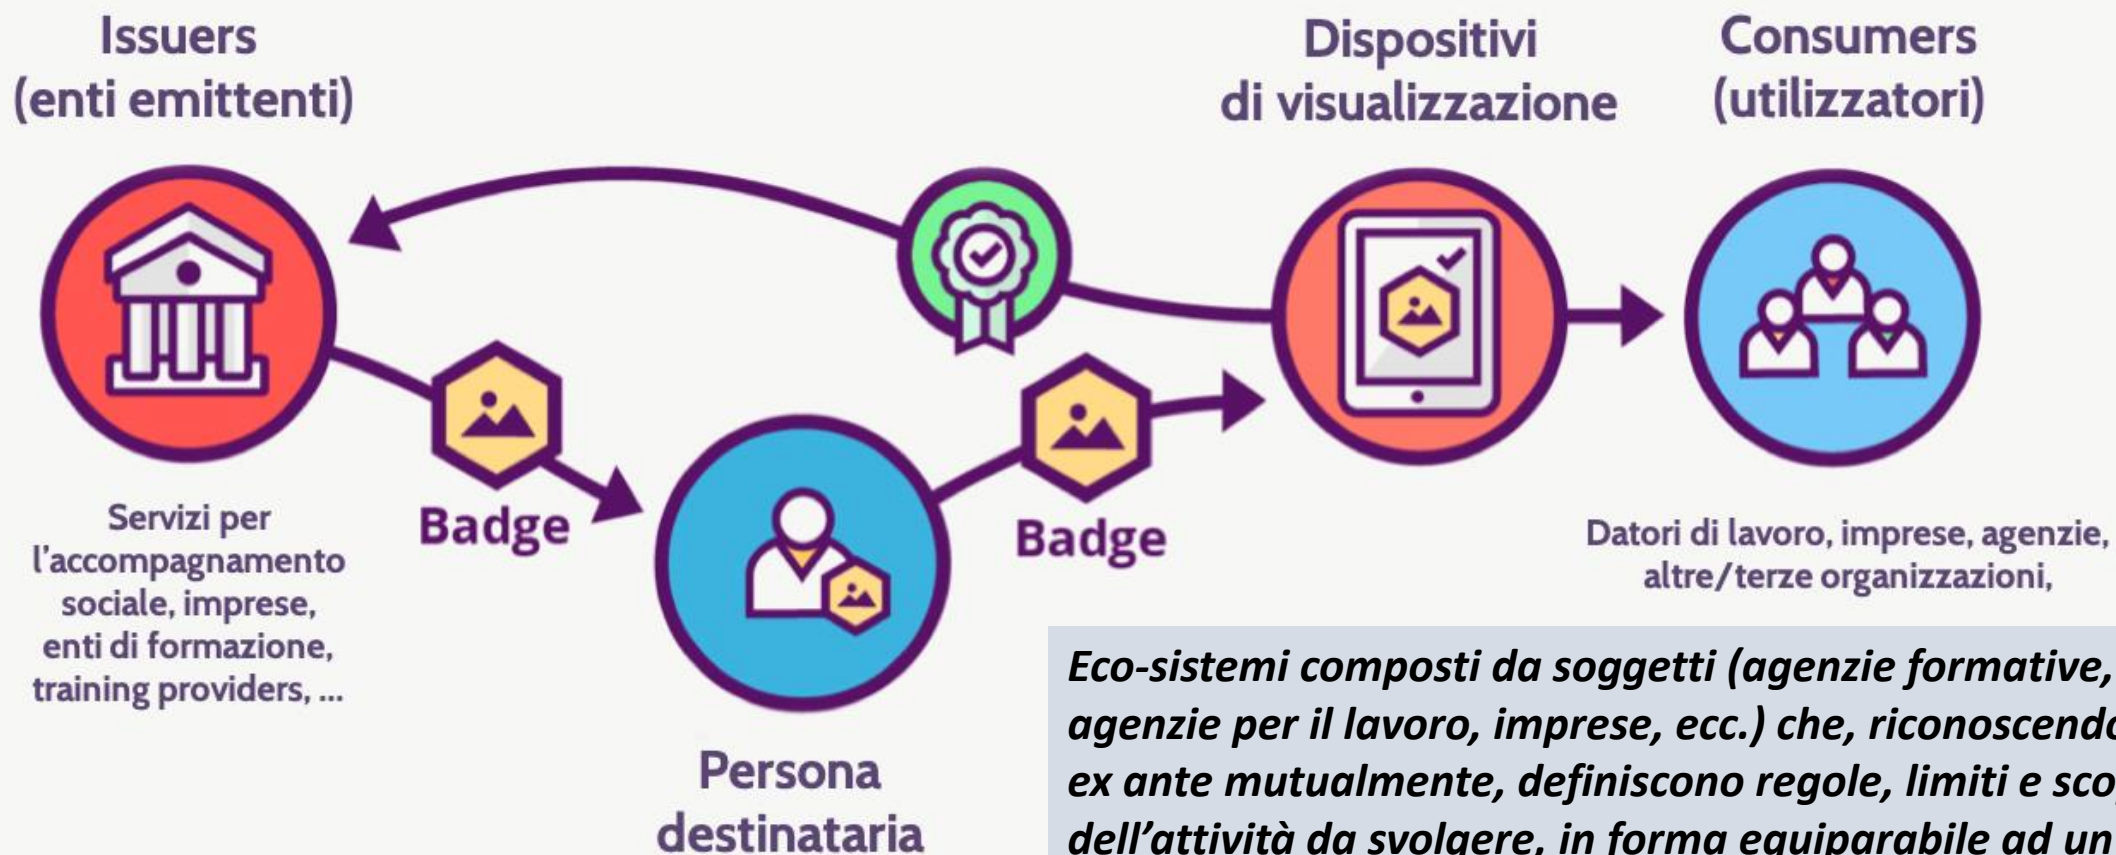 Issuers
(enti emittenti)
Dispositivi
di visualizzazione
Consumers
(utilizzatori)
Servizi per
l'accompagnamento
sociale, imprese,
enti di formazione,
training providers, ...
Badge
Badge
Datori di lavoro, imprese, agenzie,
altre/terze organizzazioni,
Persona
destinataria
Eco-sistemi composti da soggetti (agenzie formative,
agenzie per il lavoro, imprese, ecc.) che,
ex ante mutualmente, definiscono regole, limiti e
dell'attività da svolgere, in forma equiparabile ad un